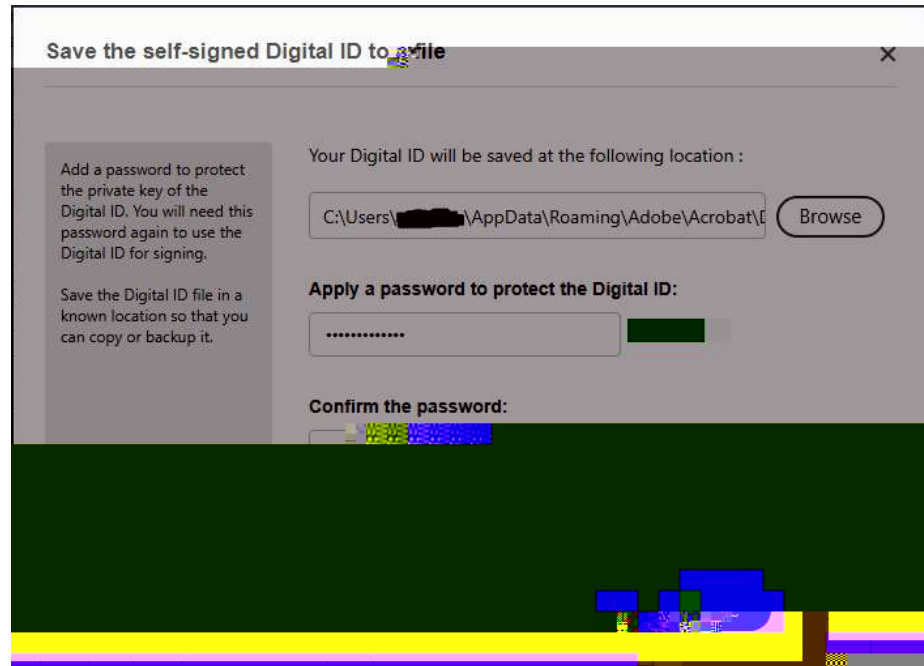 Save the self-signed Digital ID to a file
Add a password to protect
the private key of the
Digital ID. You will need this
password again to use the
Digital ID for signing.
Save the Digital ID file in a
known location so that you
can copy or backup it.
Your Digital ID will be saved at the following location :
C:\Users\ \AppData\Roaming\Adobe\Acrobat\D
Browse
Apply a password to protect the Digital ID:
•••••••••••••
Confirm the password: